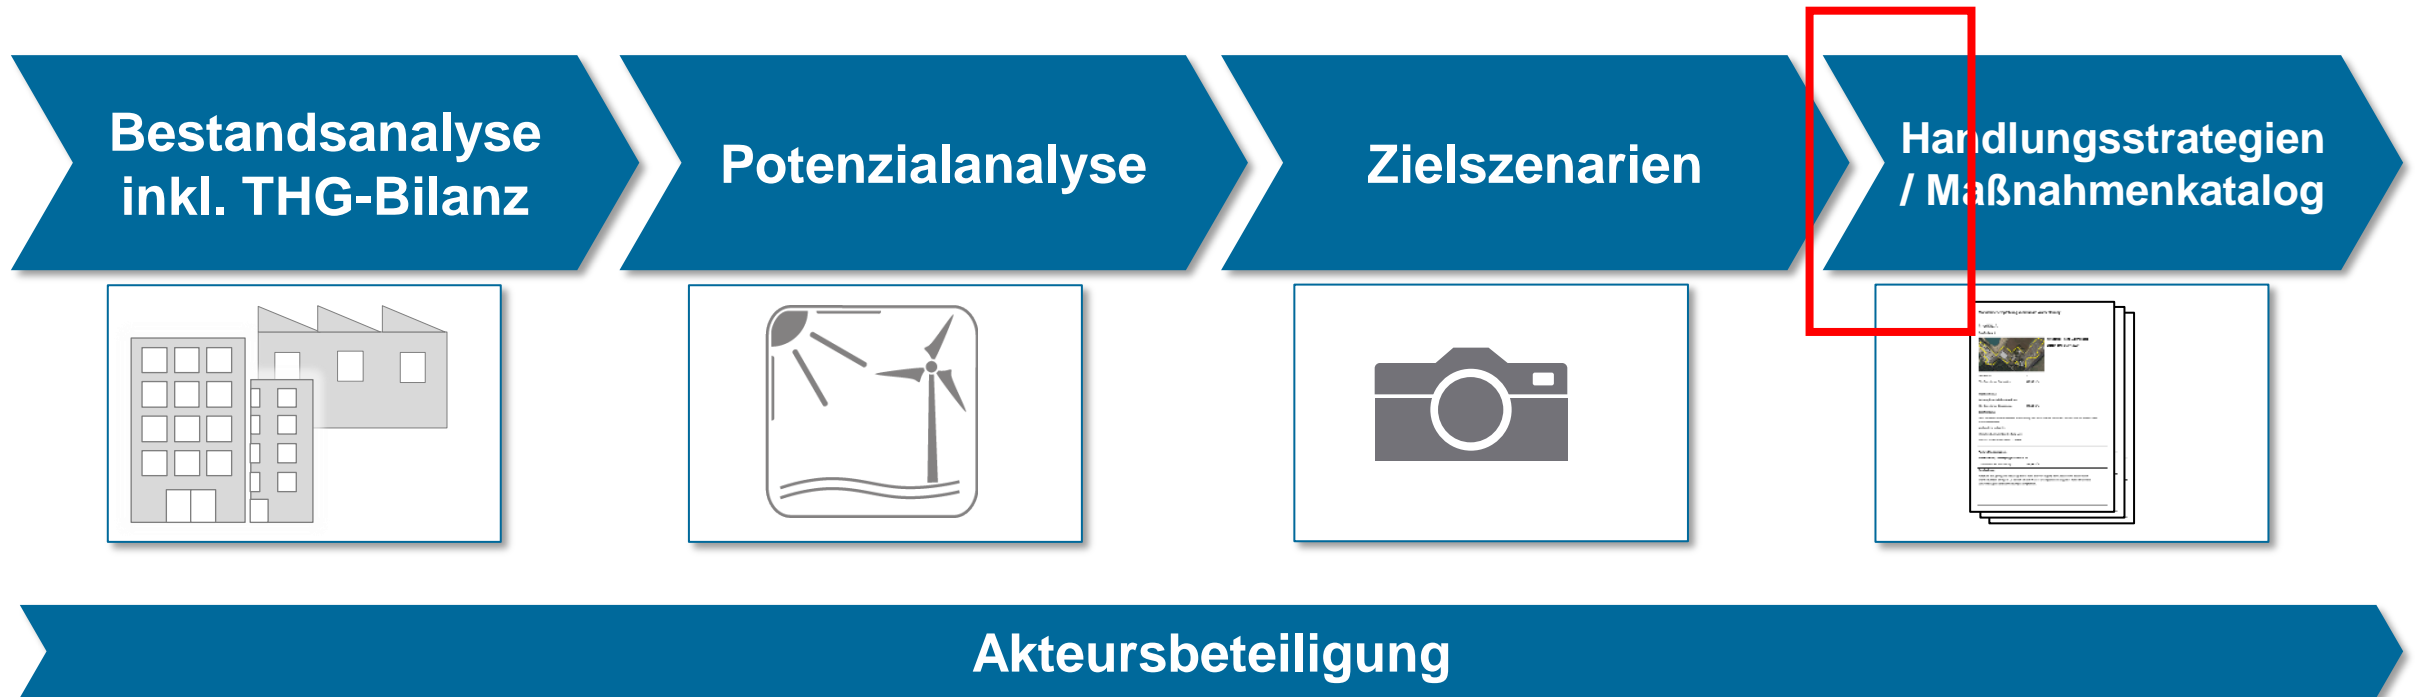 Bestandsanalyse
inkl. THG-Bilanz
Potenzialanalyse
Zielszenarien
Handlungsstrategien
/ Maßnahmenkatalog
Akteursbeteiligung